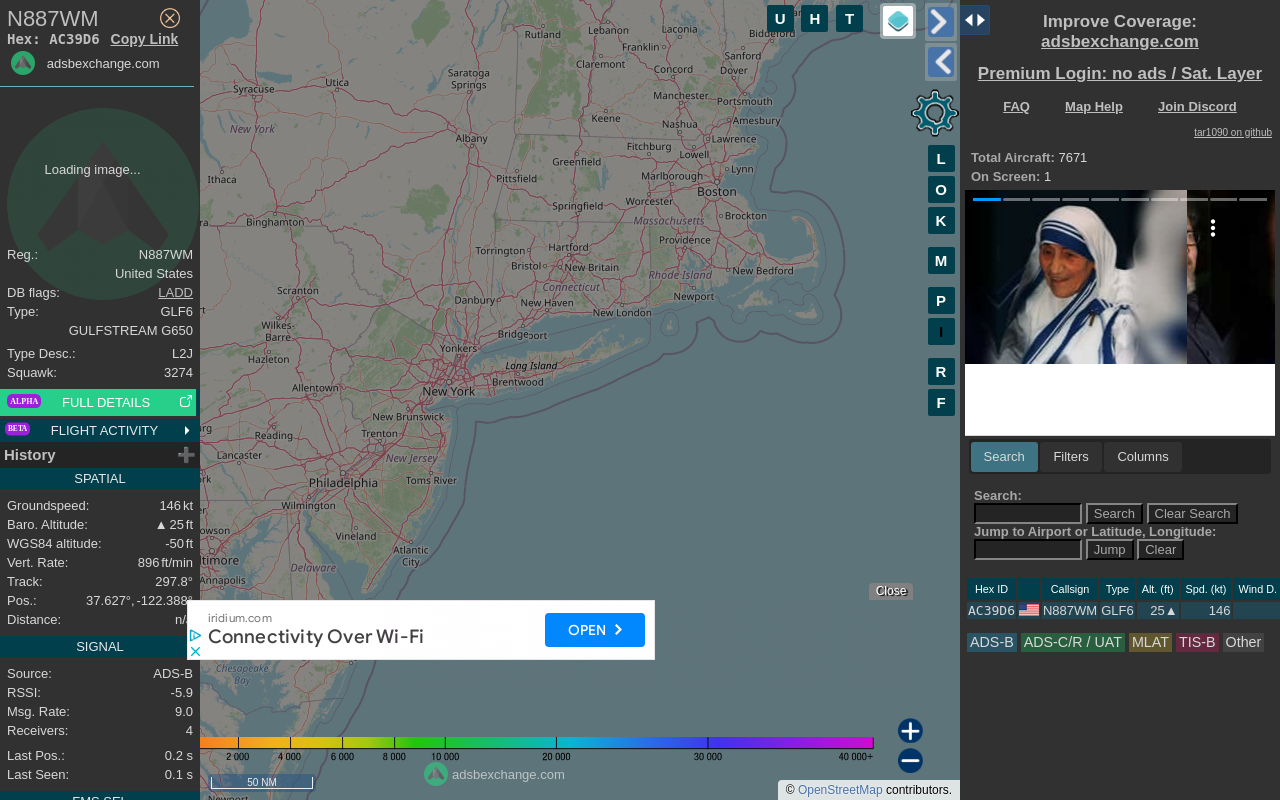 N887WM
Hex: AC39D6 Copy Link
adsbexchange.com
Loading image...
Reg.: N887WM
United States
DB flags: LADD
Type: GLF6
GULFSTREAM G650
Type Desc.: L2J
Squawk: 3274
ALPHA FULL DETAILS
BETA FLIGHT ACTIVITY
History
SPATIAL
Groundspeed: 146 kt
Baro. Altitude: ▲ 25 ft
WGS84 altitude: -50 ft
Vert. Rate: 896 ft/min
Track: 297.8°
Pos.: 37.627°, -122.388°
Distance: n/a
SIGNAL
Source: ADS-B
RSSI: -5.9
Msg. Rate: 9.0
Receivers: 4
Last Pos.: 0.2 s
Last Seen: 0.1 s
FMS SEL
U H T
L
O
K
M
P
I
R
F
Rutland
Lebanon
Laconia
Biddeford
Franklin
Sanford
Claremont
Concord
Dover
Saratoga
Springs
Utica
Syracuse
Manchester
Portsmouth
Keene
Nashua
Amesbury
New York
Albany
Fitchburg
Lawrence
Greenfield
Lowell
Ithaca
Pittsfield
Marlborough
Lynn
Boston
Worcester
Springfield
Binghamton
Massachusetts
Brockton
Torrington
Hartford
Providence
Bristol
New Britain
Rhode Island
New Bedford
Scranton
Connecticut
Danbury
New Haven
Newport
New London
Wilkes-
Barre
Bridgeport
Yonkers
Hazleton
Long Island
Brentwood
Allentown
New York
New Brunswick
Reading
Trenton
Lancaster
New Jersey
Philadelphia
Toms River
Wilmington
Vineland
Atlantic
City
Annapolis
Delaware
Chesapeake
Bay
Close
iridium.com
Connectivity Over Wi-Fi
OPEN
2 000 4 000 6 000 8 000 10 000 20 000 30 000 40 000+
50 NM
adsbexchange.com
© OpenStreetMap contributors.
Improve Coverage:
adsbexchange.com
Premium Login: no ads / Sat. Layer
FAQ Map Help Join Discord
tar1090 on github
Total Aircraft: 7671
On Screen: 1
Search Filters Columns
Search:
Search Clear Search
Jump to Airport or Latitude, Longitude:
Jump Clear
Hex ID Callsign Type Alt. (ft) Spd. (kt) Wind D.
AC39D6 N887WM GLF6 25▲ 146
ADS-B ADS-C/R / UAT MLAT TIS-B Other